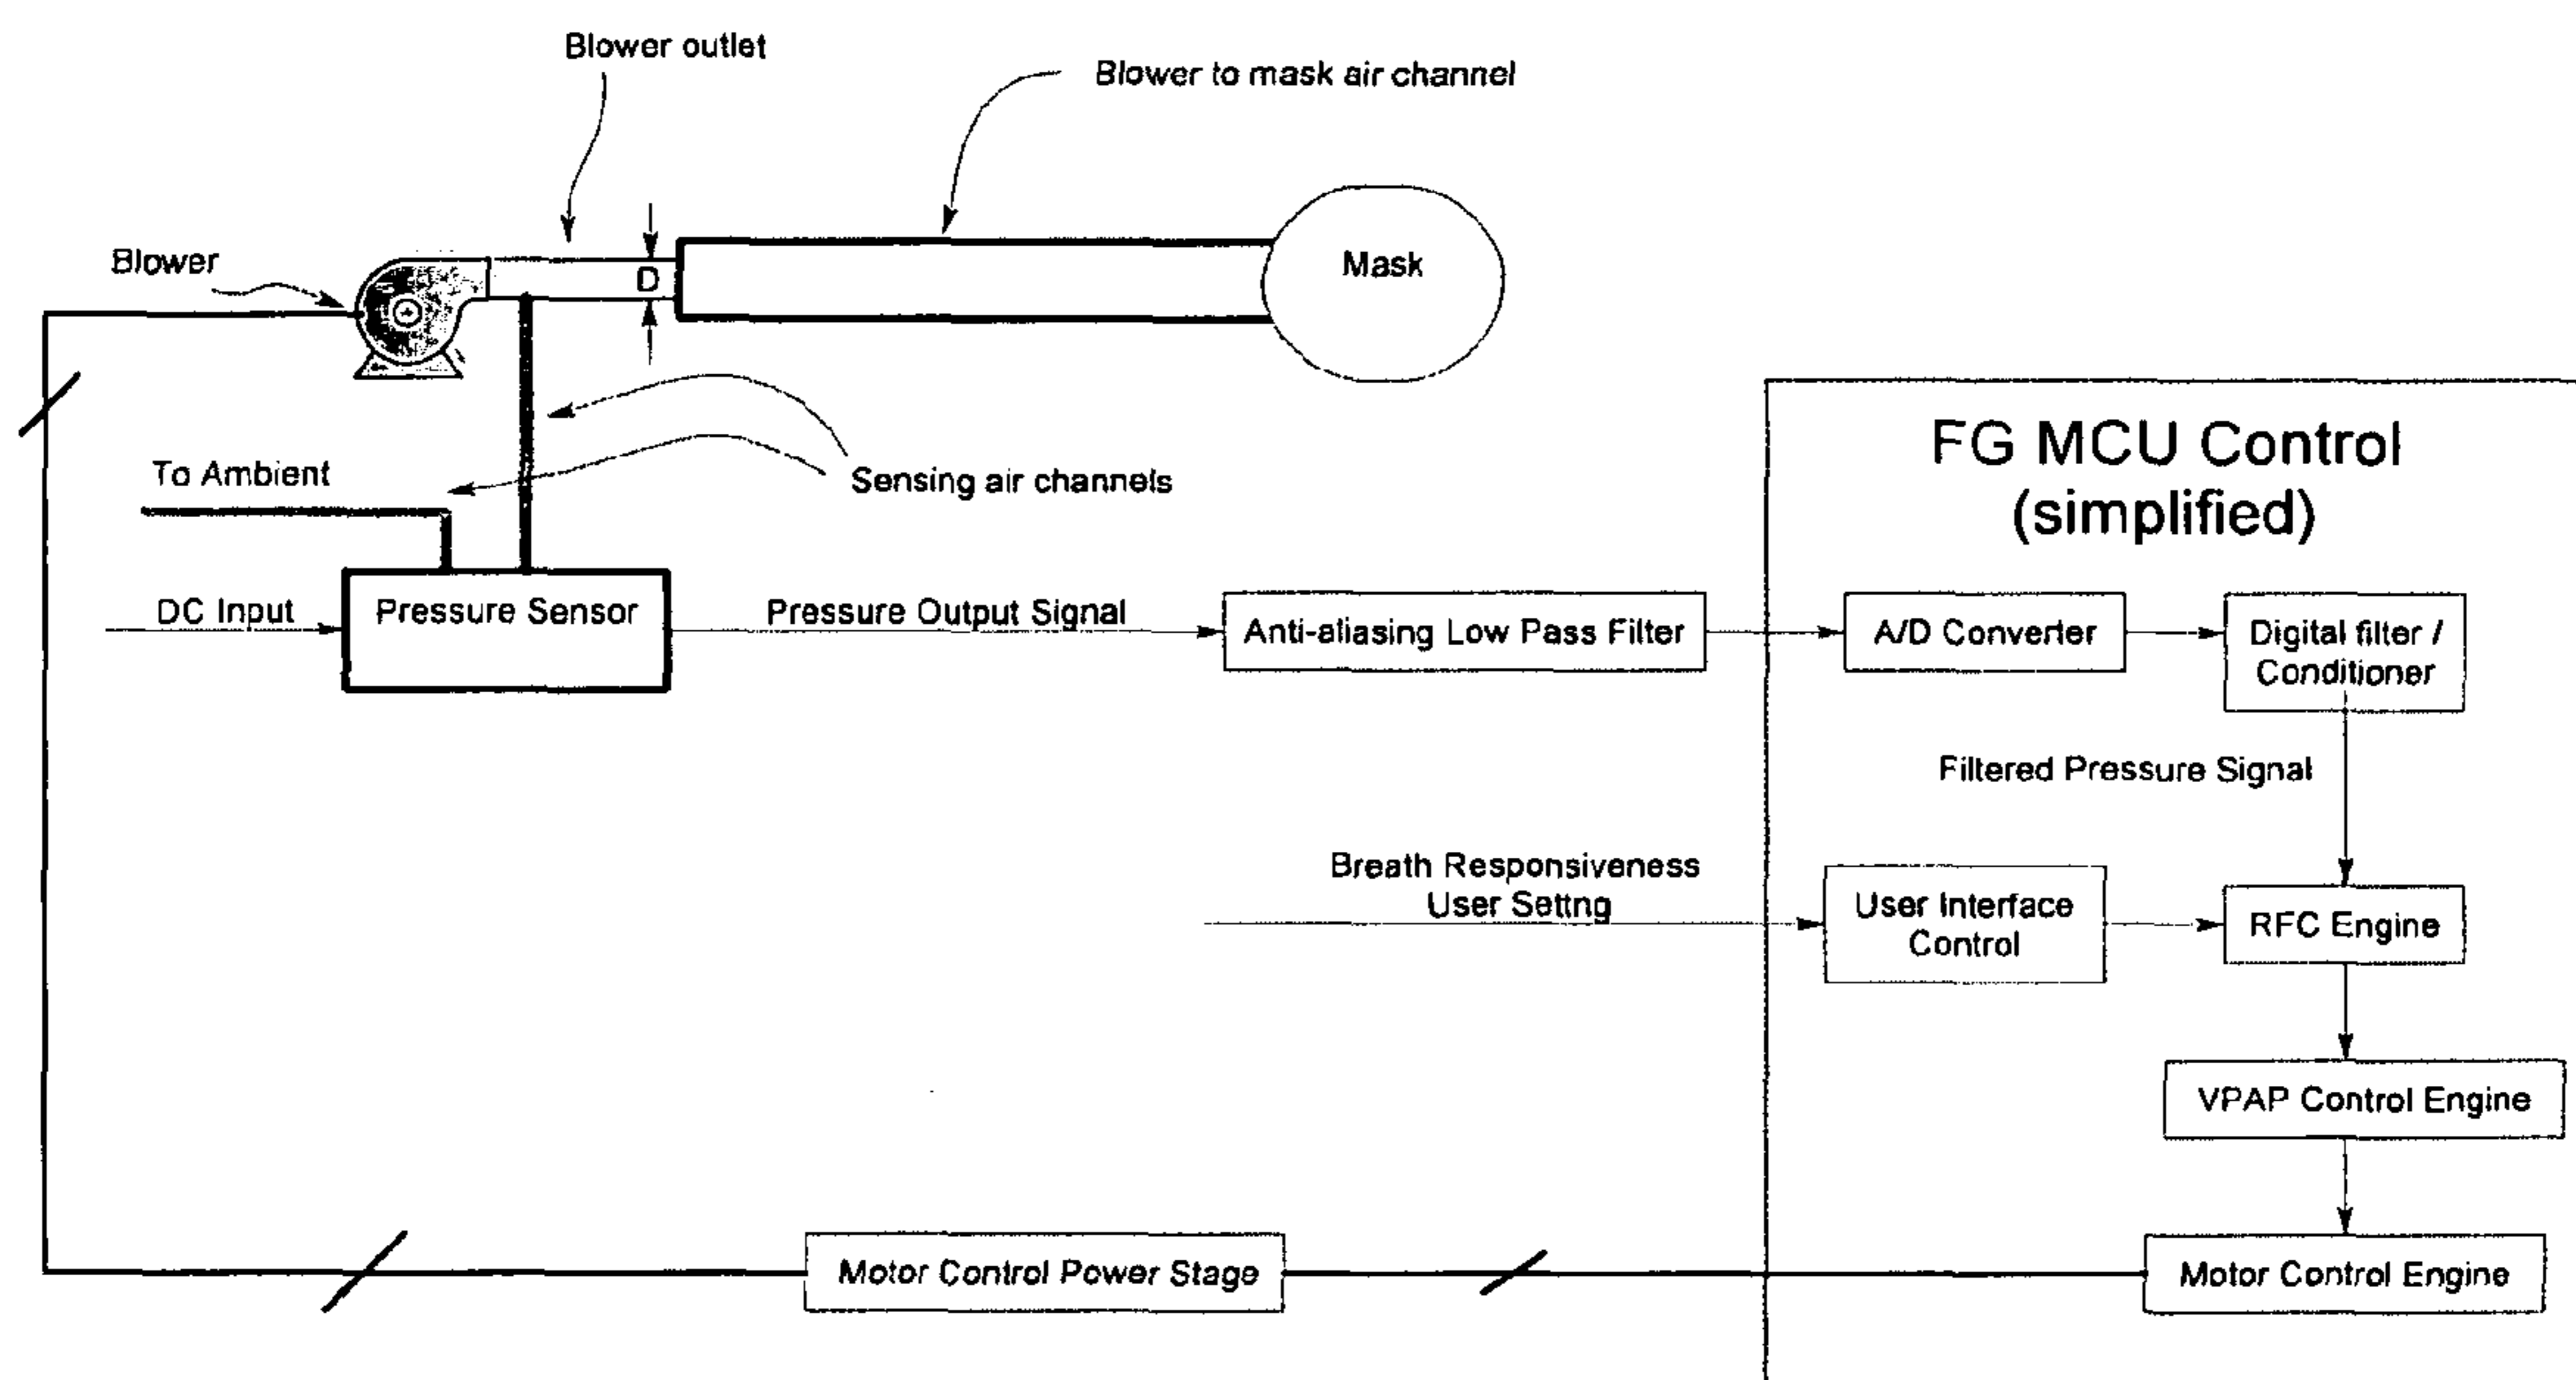 Blower outlet
Blower to mask air channel
Blower
D
Mask
To Ambient
Sensing air channels
FG MCU Control
(simplified)
DC Input
Pressure Sensor
Pressure Output Signal
Anti-aliasing Low Pass Filter
A/D Converter
Digital filter /
Conditioner
Filtered Pressure Signal
Breath Responsiveness
User Settng
User Interface
Control
RFC Engine
VPAP Control Engine
Motor Control Power Stage
Motor Control Engine